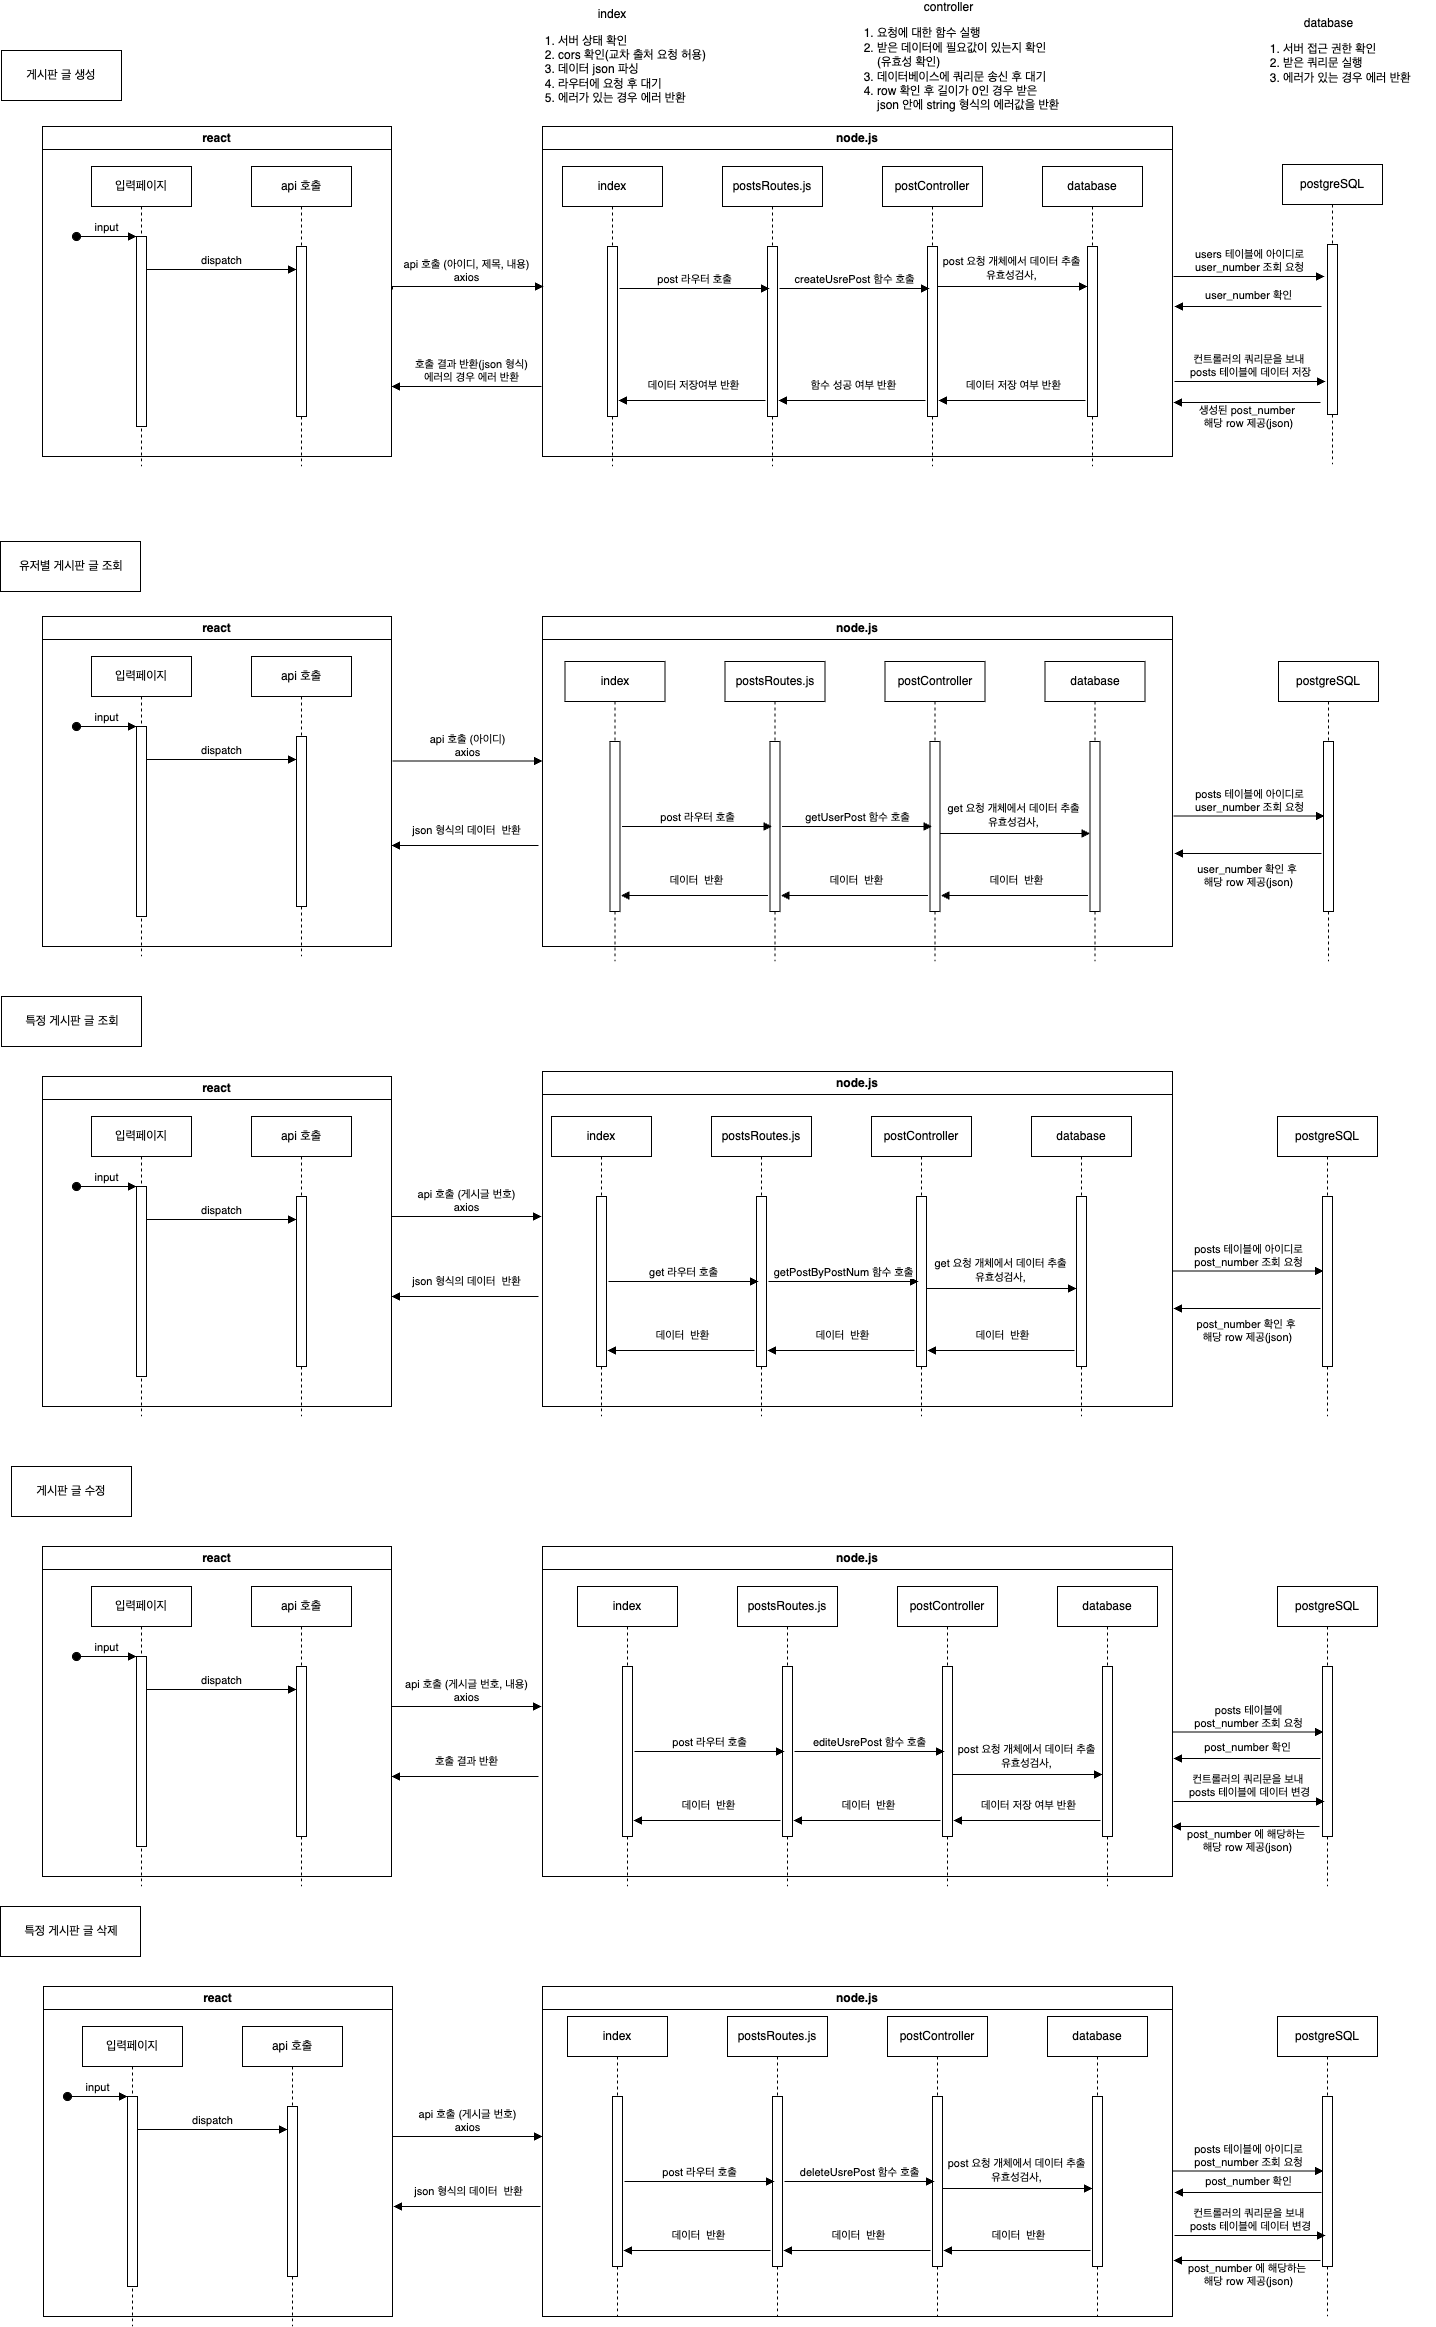 index
1. 서버 상태 확인
2. cors 확인(교차 출처 요청 허용)
3. 데이터 json 파싱
4. 라우터에 요청 후 대기
5. 에러가 있는 경우 에러 반환
controller
1. 요청에 대한 함수 실행
2. 받은 데이터에 필요값이 있는지 확인
(유효성 확인)
3. 데이터베이스에 쿼리문 송신 후 대기
4. row 확인 후 길이가 0인 경우 받은
json 안에 string 형식의 에러값을 반환
database
1. 서버 접근 권한 확인
2. 받은 쿼리문 실행
3. 에러가 있는 경우 에러 반환
게시판 글 생성
react
입력페이지
api 호출
input
dispatch
api 호출 (아이디, 제목, 내용)
axios
호출 결과 반환(json 형식)
에러의 경우 에러 반환
node.js
index
postsRoutes.js
postController
database
post 라우터 호출
createUsrePost 함수 호출
post 요청 개체에서 데이터 추출
유효성검사,
데이터 저장여부 반환
함수 성공 여부 반환
데이터 저장 여부 반환
postgreSQL
users 테이블에 아이디로
user_number 조회 요청
user_number 확인
컨트롤러의 쿼리문을 보내
posts 테이블에 데이터 저장
생성된 post_number
해당 row 제공(json)
유저별 게시판 글 조회
react
입력페이지
api 호출
input
dispatch
api 호출 (아이디)
axios
json 형식의 데이터 반환
node.js
index
postsRoutes.js
postController
database
post 라우터 호출
getUserPost 함수 호출
get 요청 개체에서 데이터 추출
유효성검사,
데이터 반환
데이터 반환
데이터 반환
postgreSQL
posts 테이블에 아이디로
user_number 조회 요청
user_number 확인 후
해당 row 제공(json)
특정 게시판 글 조회
react
입력페이지
api 호출
input
dispatch
api 호출 (게시글 번호)
axios
json 형식의 데이터 반환
node.js
index
postsRoutes.js
postController
database
get 라우터 호출
getPostByPostNum 함수 호출
get 요청 개체에서 데이터 추출
유효성검사,
데이터 반환
데이터 반환
데이터 반환
postgreSQL
posts 테이블에 아이디로
post_number 조회 요청
post_number 확인 후
해당 row 제공(json)
게시판 글 수정
react
입력페이지
api 호출
input
dispatch
api 호출 (게시글 번호, 내용)
axios
호출 결과 반환
node.js
index
postsRoutes.js
postController
database
post 라우터 호출
editeUsrePost 함수 호출
post 요청 개체에서 데이터 추출
유효성검사,
데이터 반환
데이터 반환
데이터 저장 여부 반환
postgreSQL
posts 테이블에
post_number 조회 요청
post_number 확인
컨트롤러의 쿼리문을 보내
posts 테이블에 데이터 변경
post_number 에 해당하는
해당 row 제공(json)
특정 게시판 글 삭제
react
입력페이지
api 호출
input
dispatch
api 호출 (게시글 번호)
axios
json 형식의 데이터 반환
node.js
index
postsRoutes.js
postController
database
post 라우터 호출
deleteUsrePost 함수 호출
post 요청 개체에서 데이터 추출
유효성검사,
데이터 반환
데이터 반환
데이터 반환
postgreSQL
posts 테이블에 아이디로
post_number 조회 요청
post_number 확인
컨트롤러의 쿼리문을 보내
posts 테이블에 데이터 변경
post_number 에 해당하는
해당 row 제공(json)